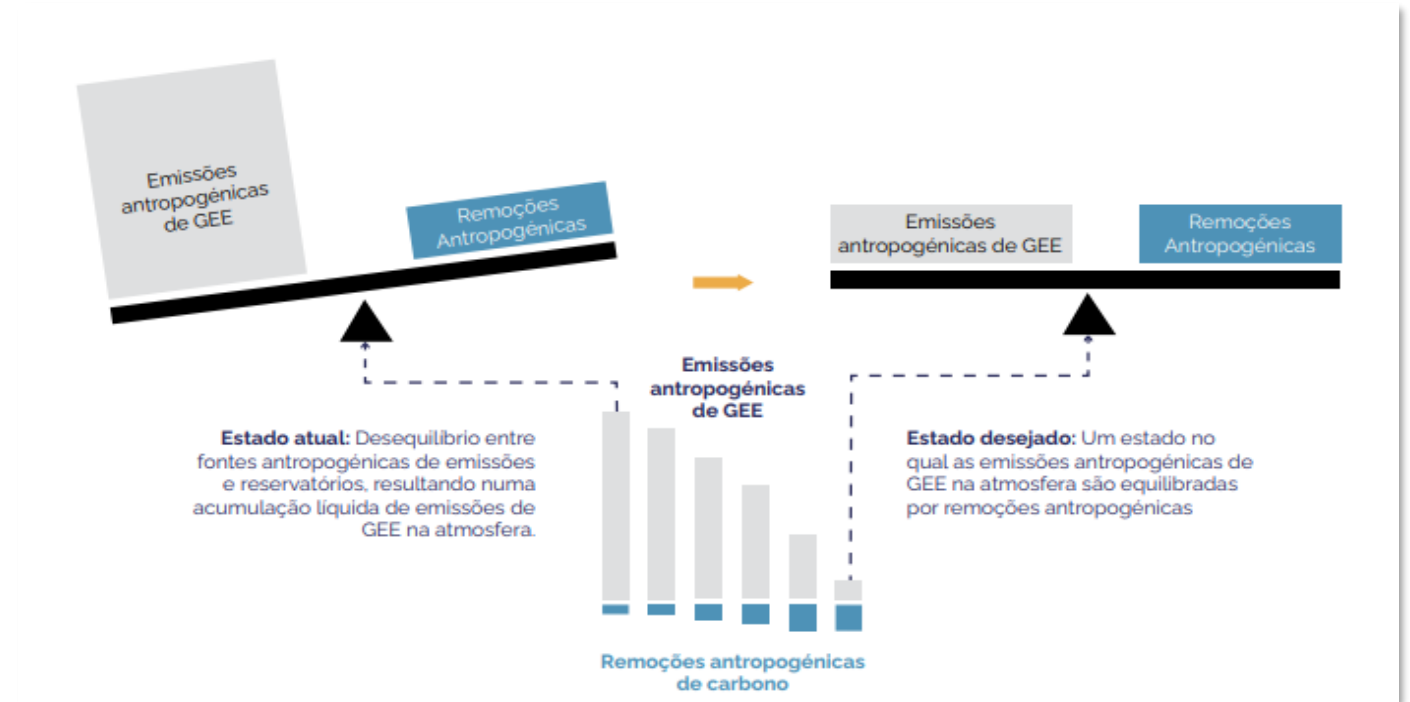 Emissões
antropogénicas
de GEE
Remoções
Antropogênicas
Emissões
antropogénicas de GEE
Remoções
Antropogénicas
Emissões
antropogénicas
de GEE
Estado atual: Desequilíbrio entre
fontes antropogénicas de emissões
e reservatórios, resultando numa
acumulação líquida de emissões de
GEE na atmosfera.
Estado desejado: Um estado no
qual as emissões antropogénicas de
GEE na atmosfera são equilibradas
por remoções antropogénicas
Remoções antropogénicas
de carbono